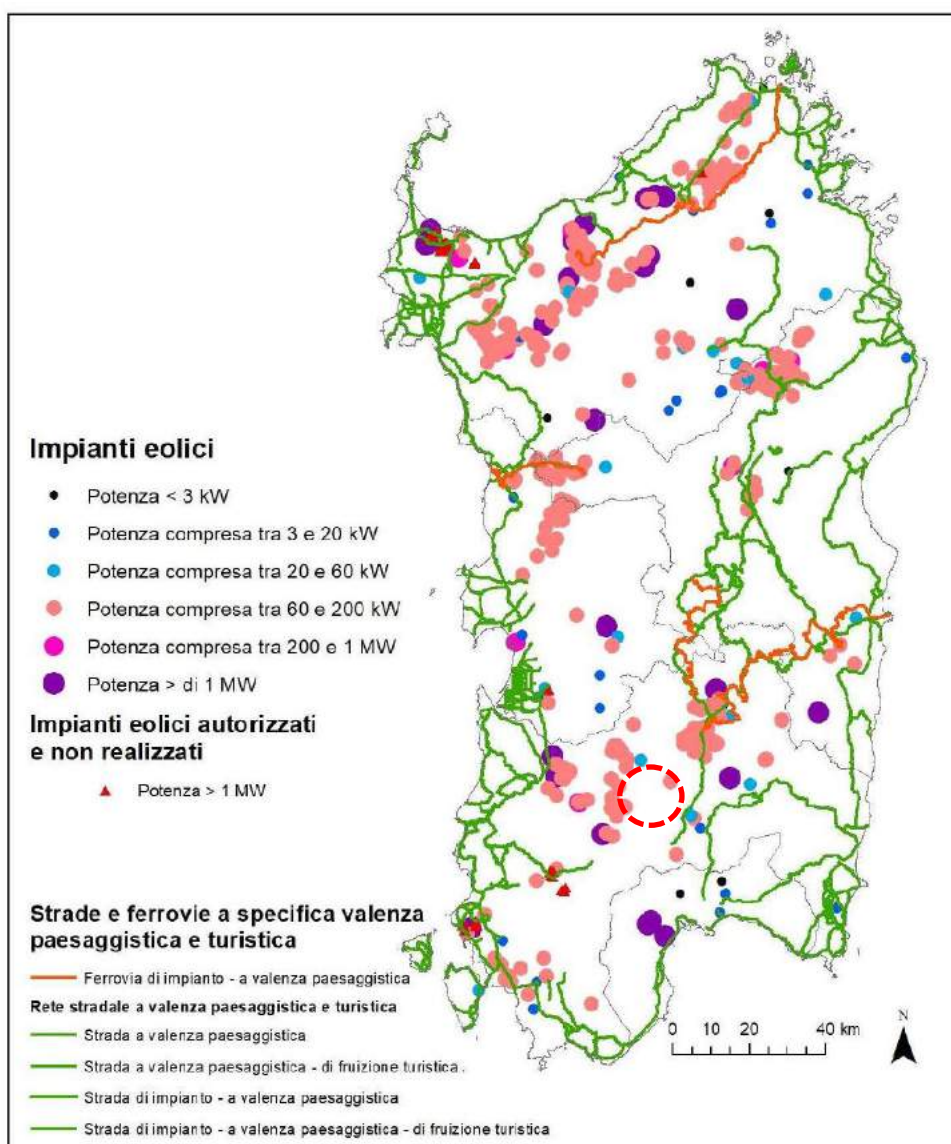 Impianti eolici
Potenza < 3 kW
Potenza compresa tra 3 e 20 kW
Potenza compresa tra 20 e 60 kW
Potenza compresa tra 60 e 200 kW
Potenza compresa tra 200 e 1 MW
Potenza > di 1 MW
Impianti eolici autorizzati
e non realizzati
Potenza > 1 MW
Strade e ferrovie a specifica valenza
paesaggistica e turistica
Ferrovia di impianto - a valenza paesaggistica
Rete stradale a valenza paesaggistica e turistica
Strada a valenza paesaggistica
Strada a valenza paesaggistica - di fruizione turistica.
Strada di impianto - a valenza paesaggistica
Strada di impianto - a valenza paesaggistica - di fruizione turistica
0 10 20 40 km
N